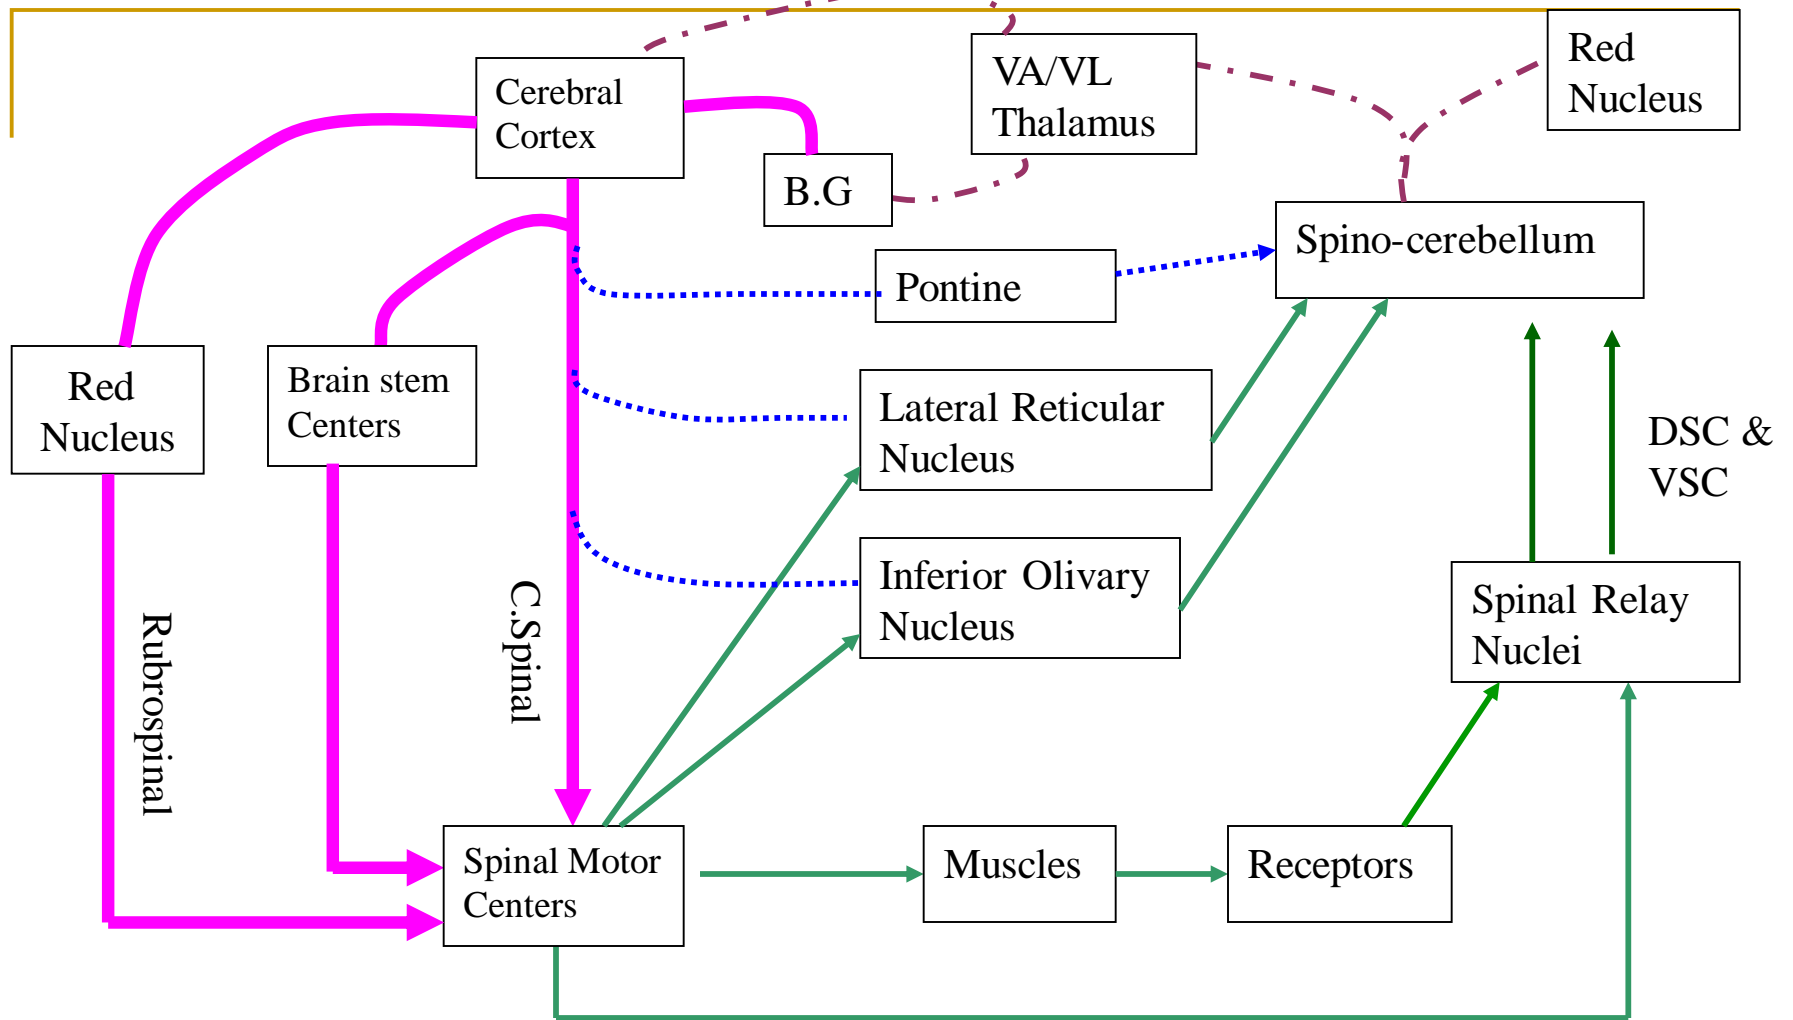 Cerebral
Cortex
VA/VL
Thalamus
Red
Nucleus
B.G
Spino-cerebellum
Pontine
Red
Nucleus
Brain stem
Centers
Lateral Reticular
Nucleus
DSC &
VSC
Inferior Olivary
Nucleus
Spinal Relay
Nuclei
Rubrospinal
C.Spinal
Spinal Motor
Centers
Muscles
Receptors